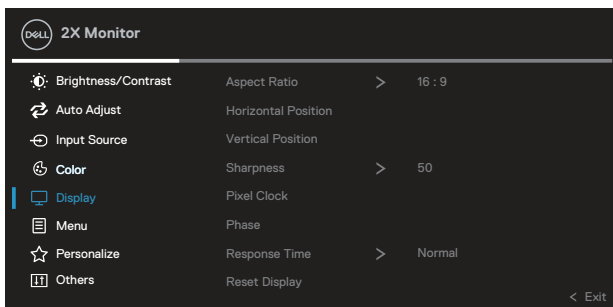 DELL 2X Monitor
Brightness/Contrast Aspect Ratio > 16 : 9
Auto Adjust Horizontal Position
Input Source Vertical Position
Color Sharpness > 50
Display Pixel Clock
Menu Phase
Personalize Response Time > Normal
Others Reset Display
< Exit